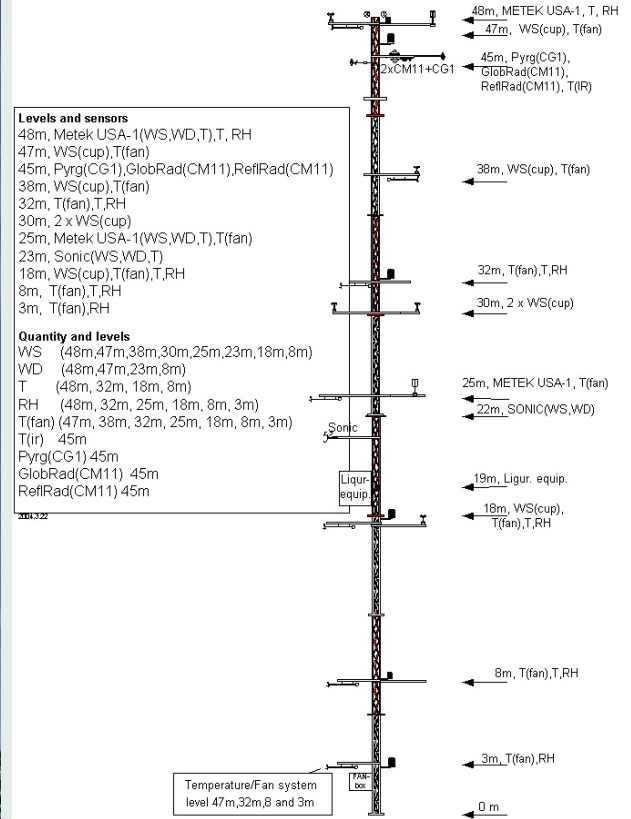 48m, METEK USA-1, T, RH
47m, WS(cup), T(fan)
2xCM11+CG1
45m, Pyrg(CG1),
GlobRad(CM11),
ReflRad(CM11), T(IR)
Levels and sensors
48m, Metek USA-1(WS,WD,T),T, RH
47m, WS(cup),T(fan)
45m, Pyrg(CG1),GlobRad(CM11),ReflRad(CM11)
38m, WS(cup),T(fan)
32m, T(fan),T,RH
30m, 2 x WS(cup)
25m, Metek USA-1(WS,WD,T),T(fan)
23m, Sonic(WS,WD,T)
18m, WS(cup),T(fan),T,RH
8m, T(fan),T,RH
3m, T(fan),RH
Quantity and levels
WS (48m,47m,38m,30m,25m,23m,18m,8m)
WD (48m,47m,23m,8m)
T (48m, 32m, 18m, 8m)
RH (48m, 32m, 25m, 18m, 8m, 3m)
T(fan) (47m, 38m, 32m, 25m, 18m, 8m, 3m)
T(ir) 45m
Pyrg(CG1) 45m
GlobRad(CM11) 45m
ReflRad(CM11) 45m
2004.3.22
38m, WS(cup), T(fan)
32m, T(fan),T,RH
30m, 2 x WS(cup)
25m, METEK USA-1, T(fan)
22m, SONIC(WS,WD)
Sonic
Ligur-
equip.
19m, Ligur. equip.
18m, WS(cup),
T(fan),T,RH
8m, T(fan),T,RH
3m, T(fan),RH
FAN-
box
Temperature/Fan system
level 47m,32m,8 and 3m
0 m